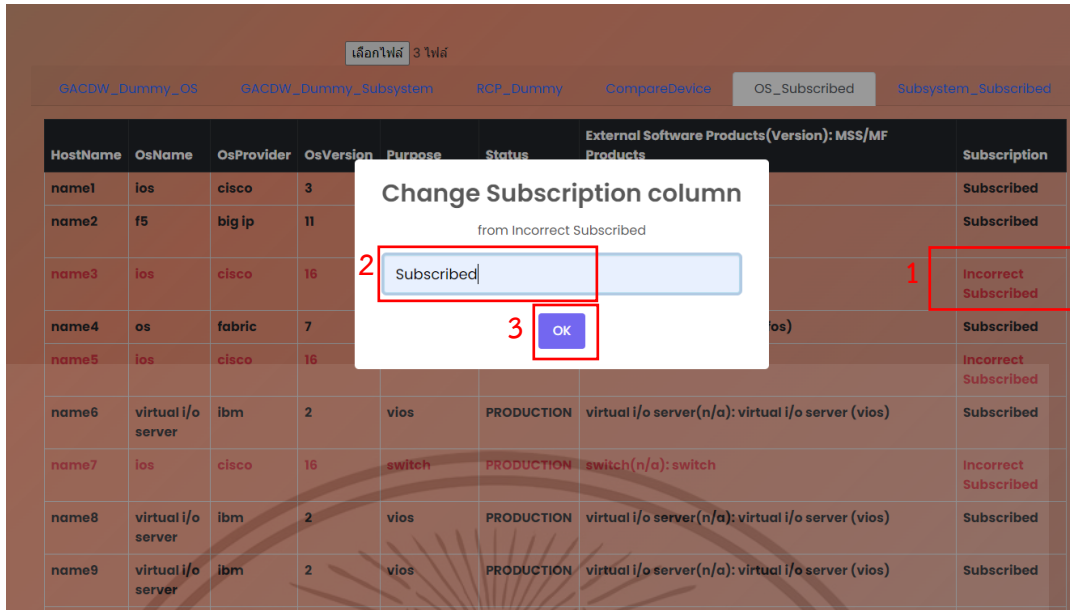 เลือกไฟล์ 3 ไฟล์
GACDW_Dummy_OS GACDW_Dummy_Subsystem RCP_Dummy CompareDevice OS_Subscribed Subsystem_Subscribed
External Software Products(Version): MSS/MF
HostName OsName OsProvider OsVersion Purpose Status Products Subscription
name1 ios cisco 3 Subscribed
Change Subscription column
name2 f5 big ip 11 Subscribed
from Incorrect Subscribed
name3 ios cisco 16 2 Subscribed 1 Incorrect
Subscribed
name4 os fabric 7 3 OK os) Subscribed
name5 ios cisco 16 Incorrect
Subscribed
name6 virtual i/o ibm 2 vios PRODUCTION virtual i/o server(n/a): virtual i/o server (vios) Subscribed
server
name7 ios cisco 16 switch PRODUCTION switch(n/a): switch Incorrect
Subscribed
name8 virtual i/o ibm 2 vios PRODUCTION virtual i/o server(n/a): virtual i/o server (vios) Subscribed
server
name9 virtual i/o ibm 2 vios PRODUCTION virtual i/o server(n/a): virtual i/o server (vios) Subscribed
server